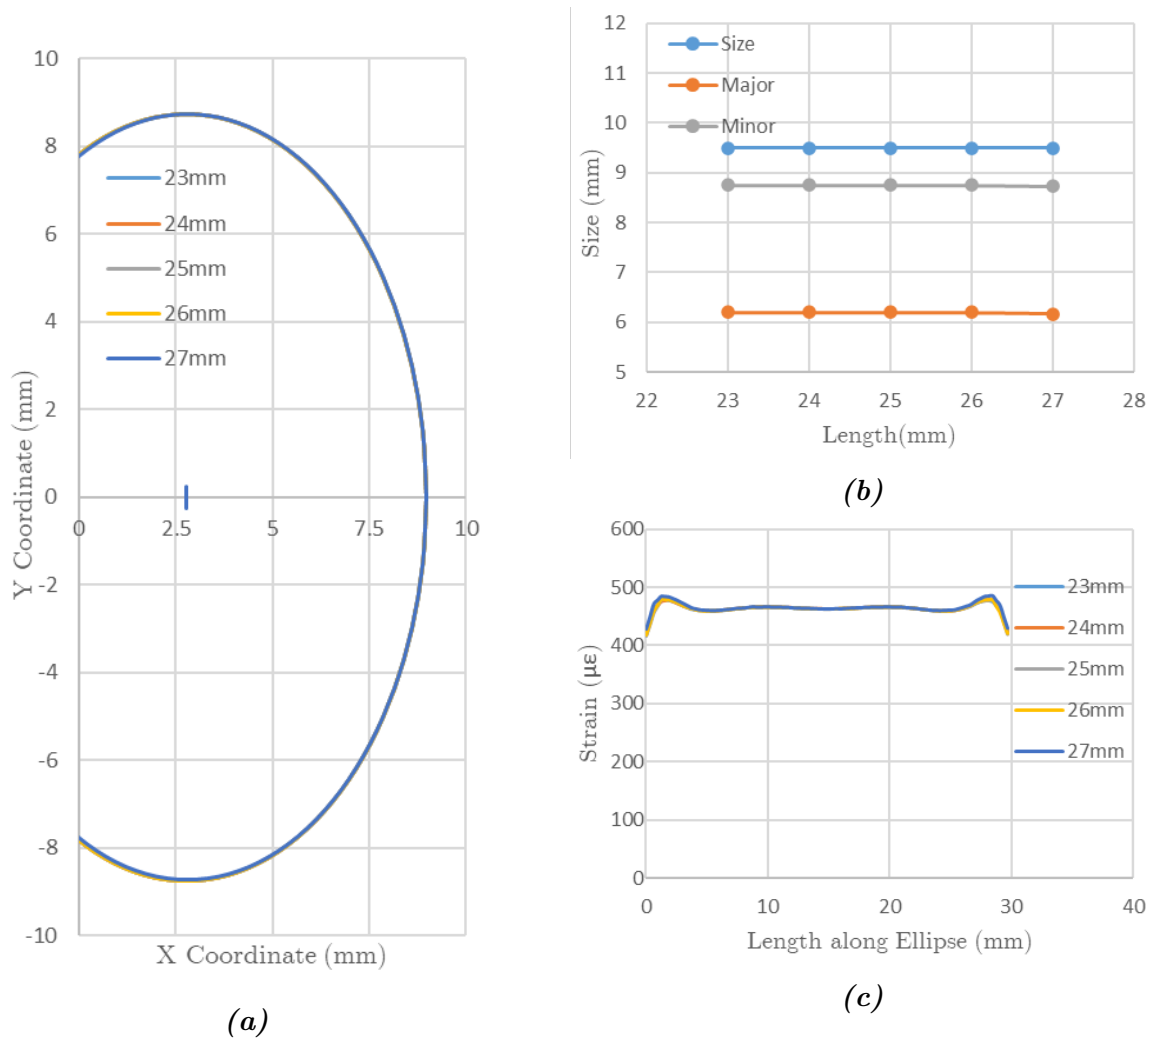 10
8
6
4
2
0
-2
-4
-6
-8
-10
0 2.5 5 7.5 10
Y Coordinate (mm)
X Coordinate (mm)
23mm
24mm
25mm
26mm
27mm
(a)
12
11
10
9
8
7
6
5
22 23 24 25 26 27 28
Size (mm)
Length(mm)
Size
Major
Minor
(b)
600
500
400
300
200
100
0
0 10 20 30 40
Strain (με)
Length along Ellipse (mm)
23mm
24mm
25mm
26mm
27mm
(c)